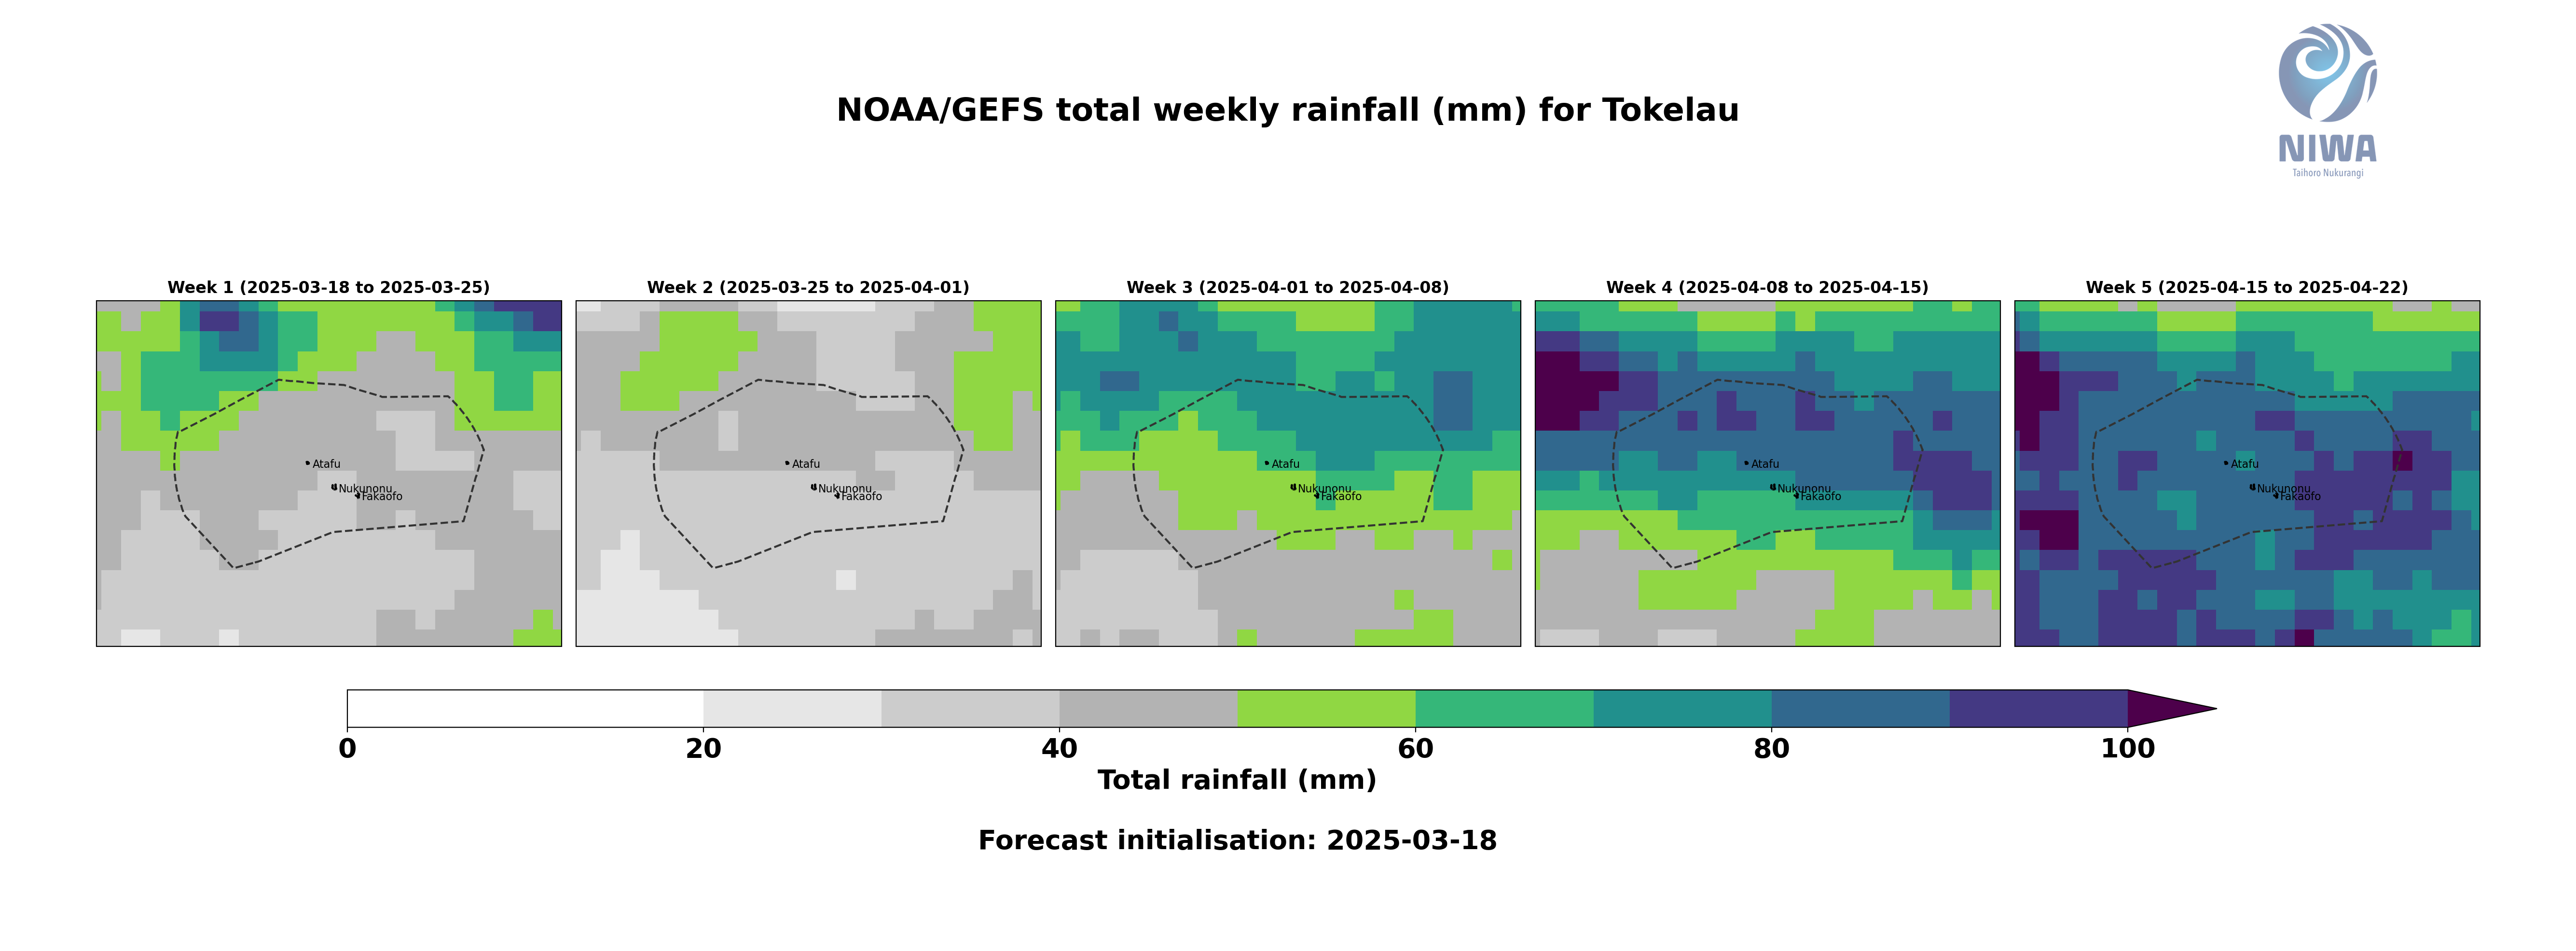 NOAA/GEFS total weekly rainfall (mm) for Tokelau
NIWA
Taihoro Nukurangi
Week 1 (2025-03-18 to 2025-03-25)
Week 2 (2025-03-25 to 2025-04-01)
Week 3 (2025-04-01 to 2025-04-08)
Week 4 (2025-04-08 to 2025-04-15)
Week 5 (2025-04-15 to 2025-04-22)
Atafu
Nukunonu
Fakaofo
Atafu
Nukunonu
Fakaofo
Atafu
Nukunonu
Fakaofo
Atafu
Nukunonu
Fakaofo
Atafu
Nukunonu
Fakaofo
0 20 40 60 80 100
Total rainfall (mm)
Forecast initialisation: 2025-03-18